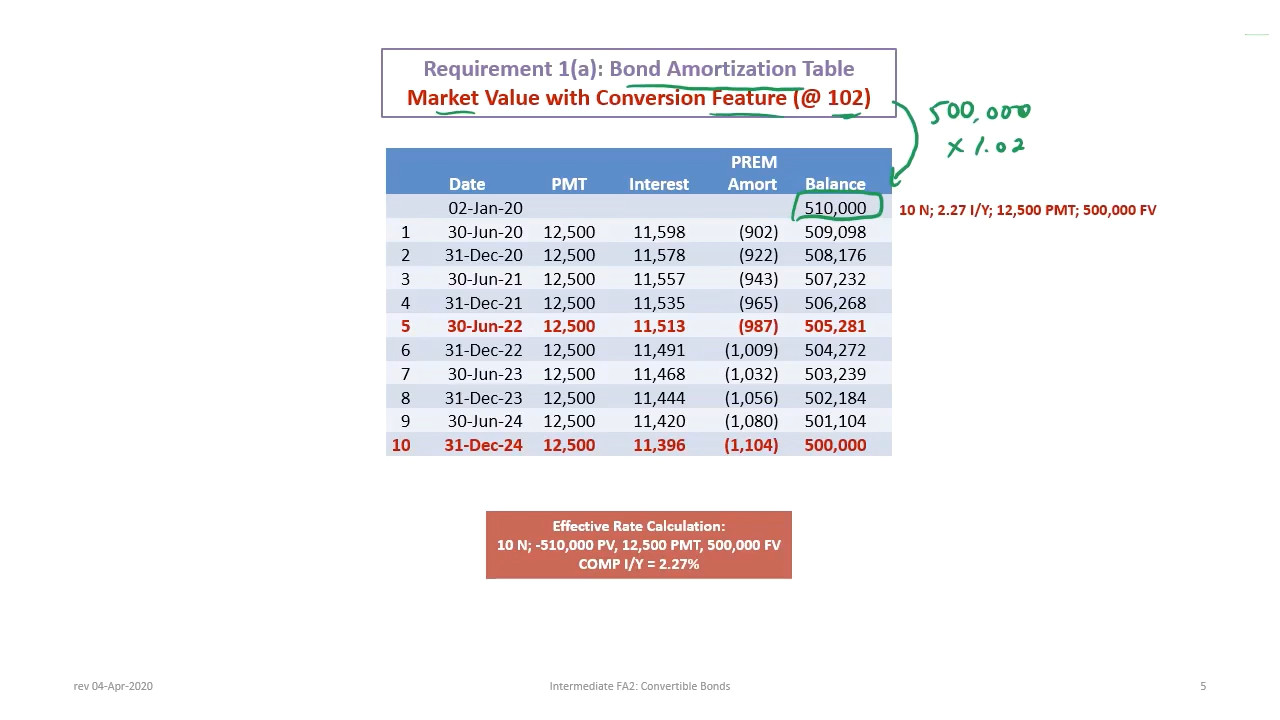 Requirement 1(a): Bond Amortization Table
Market Value with Conversion Feature (@ 102)
500,000
x 1.02
PREM
Date PMT Interest Amort Balance
02-Jan-20 510,000 10 N; 2.27 I/Y; 12,500 PMT; 500,000 FV
1 30-Jun-20 12,500 11,598 (902) 509,098
2 31-Dec-20 12,500 11,578 (922) 508,176
3 30-Jun-21 12,500 11,557 (943) 507,232
4 31-Dec-21 12,500 11,535 (965) 506,268
5 30-Jun-22 12,500 11,513 (987) 505,281
6 31-Dec-22 12,500 11,491 (1,009) 504,272
7 30-Jun-23 12,500 11,468 (1,032) 503,239
8 31-Dec-23 12,500 11,444 (1,056) 502,184
9 30-Jun-24 12,500 11,420 (1,080) 501,104
10 31-Dec-24 12,500 11,396 (1,104) 500,000
Effective Rate Calculation:
10 N; -510,000 PV, 12,500 PMT, 500,000 FV
COMP I/Y = 2.27%
rev 04-Apr-2020 Intermediate FA2: Convertible Bonds 5